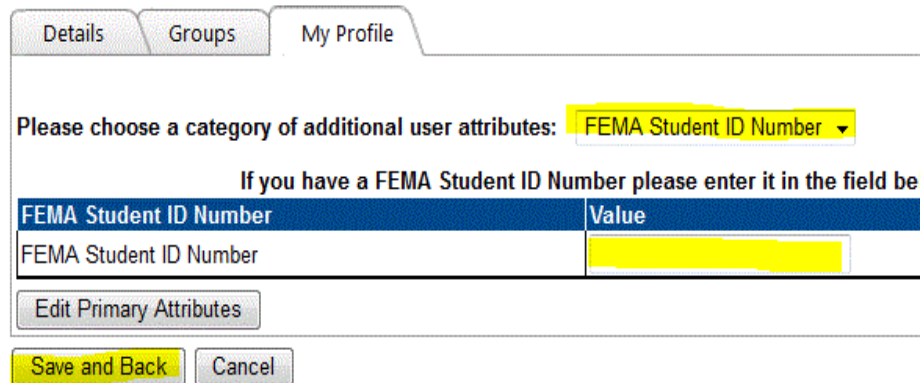 Details Groups My Profile
Please choose a category of additional user attributes: FEMA Student ID Number
If you have a FEMA Student ID Number please enter it in the field be
FEMA Student ID Number Value
FEMA Student ID Number
Edit Primary Attributes
Save and Back Cancel